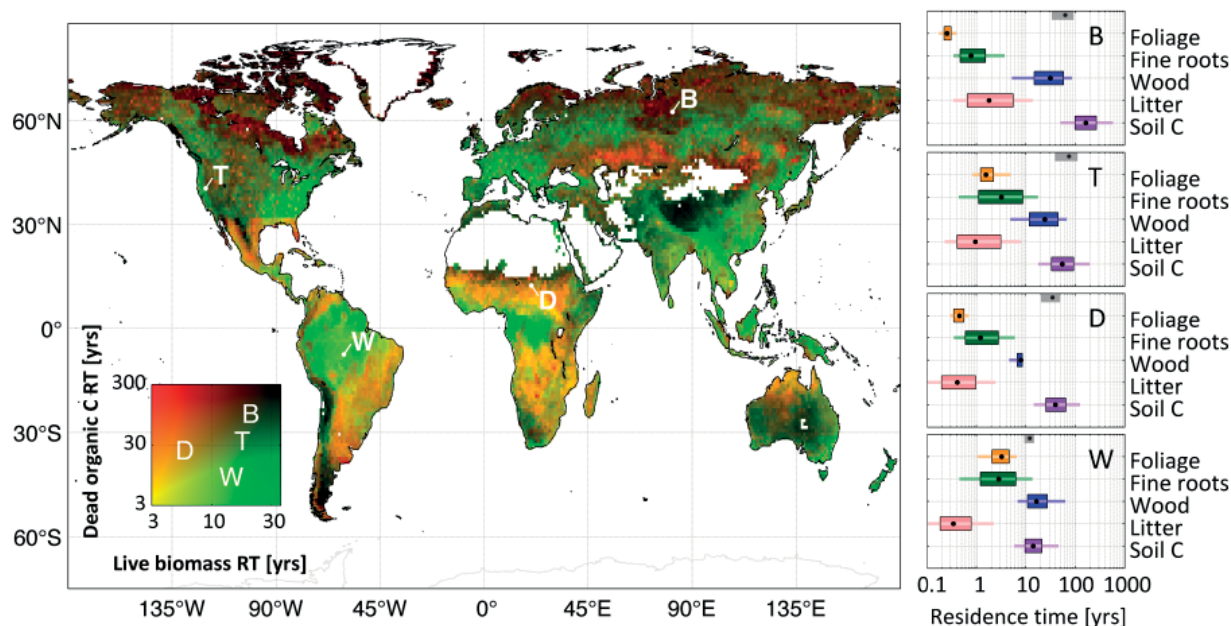 60°N
30°N
0°
30°S
60°S
135°W
90°W
45°W
0°
45°E
90°E
135°E
B
T
D
W
Dead organic C RT [yrs]
300
30
3
B
T
D
W
3
10
30
Live biomass RT [yrs]
B
Foliage
Fine roots
Wood
Litter
Soil C
T
Foliage
Fine roots
Wood
Litter
Soil C
D
Foliage
Fine roots
Wood
Litter
Soil C
W
Foliage
Fine roots
Wood
Litter
Soil C
0.1 1 10 100 1000
Residence time [yrs]